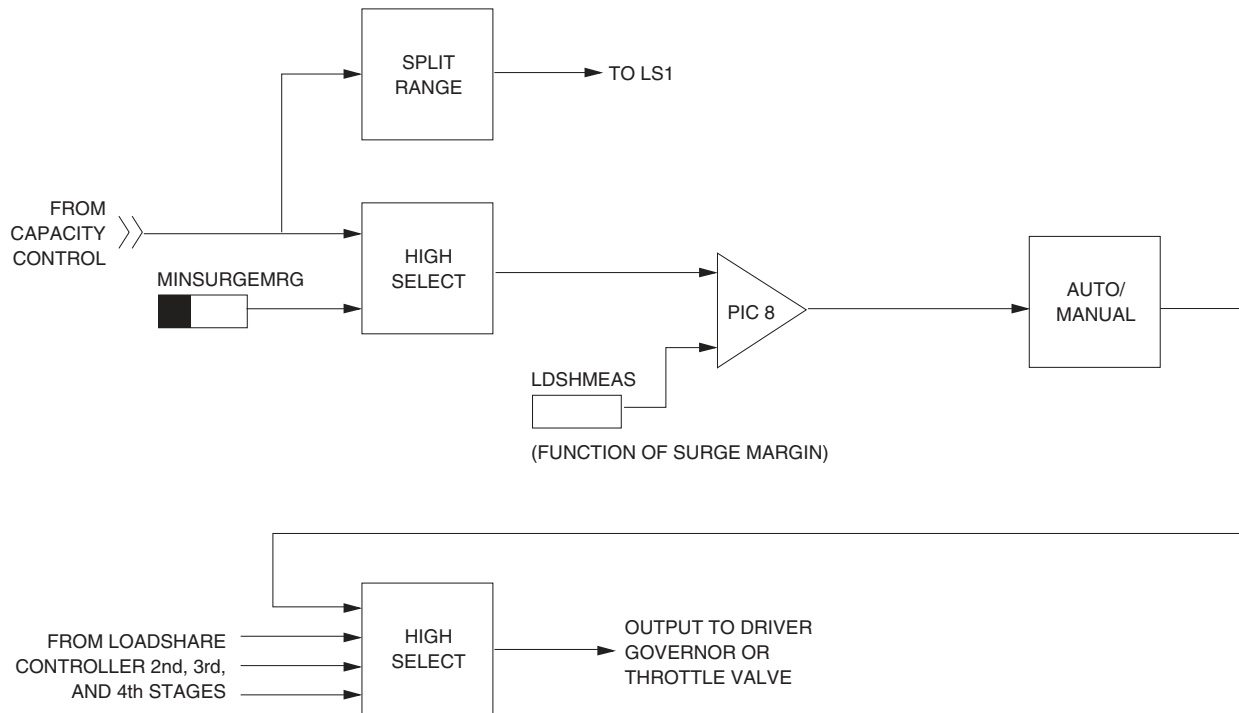 SPLIT
RANGE
TO LS1
FROM
CAPACITY
CONTROL
MINSURGEMRG
HIGH
SELECT
PIC 8
AUTO/
MANUAL
LDSHMEAS
(FUNCTION OF SURGE MARGIN)
FROM LOADSHARE
CONTROLLER 2nd, 3rd,
AND 4th STAGES
HIGH
SELECT
OUTPUT TO DRIVER
GOVERNOR OR
THROTTLE VALVE